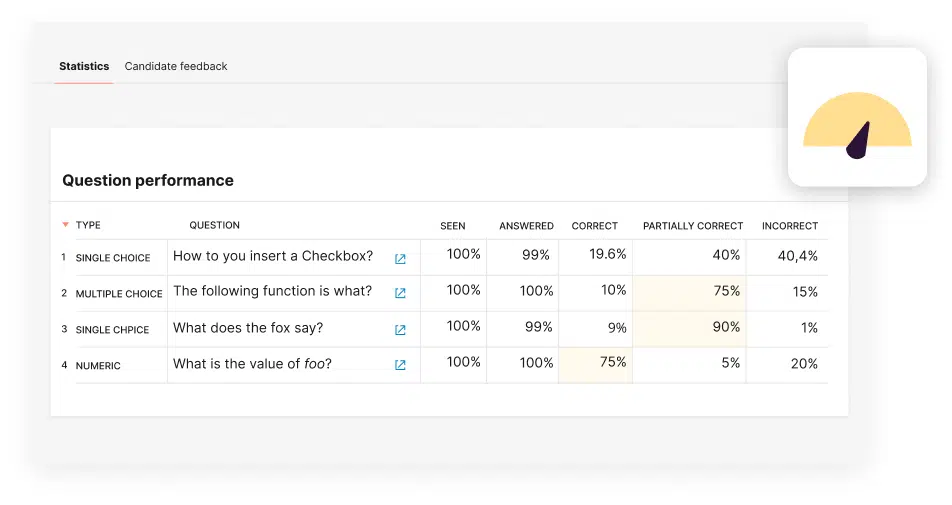 Statistics Candidate feedback
Question performance
TYPE QUESTION SEEN ANSWERED CORRECT PARTIALLY CORRECT INCORRECT
1 SINGLE CHOICE How to you insert a Checkbox? 100% 99% 19.6% 40% 40,4%
2 MULTIPLE CHOICE The following function is what? 100% 100% 10% 75% 15%
3 SINGLE CHPICE What does the fox say? 100% 99% 9% 90% 1%
4 NUMERIC What is the value of foo? 100% 100% 75% 5% 20%